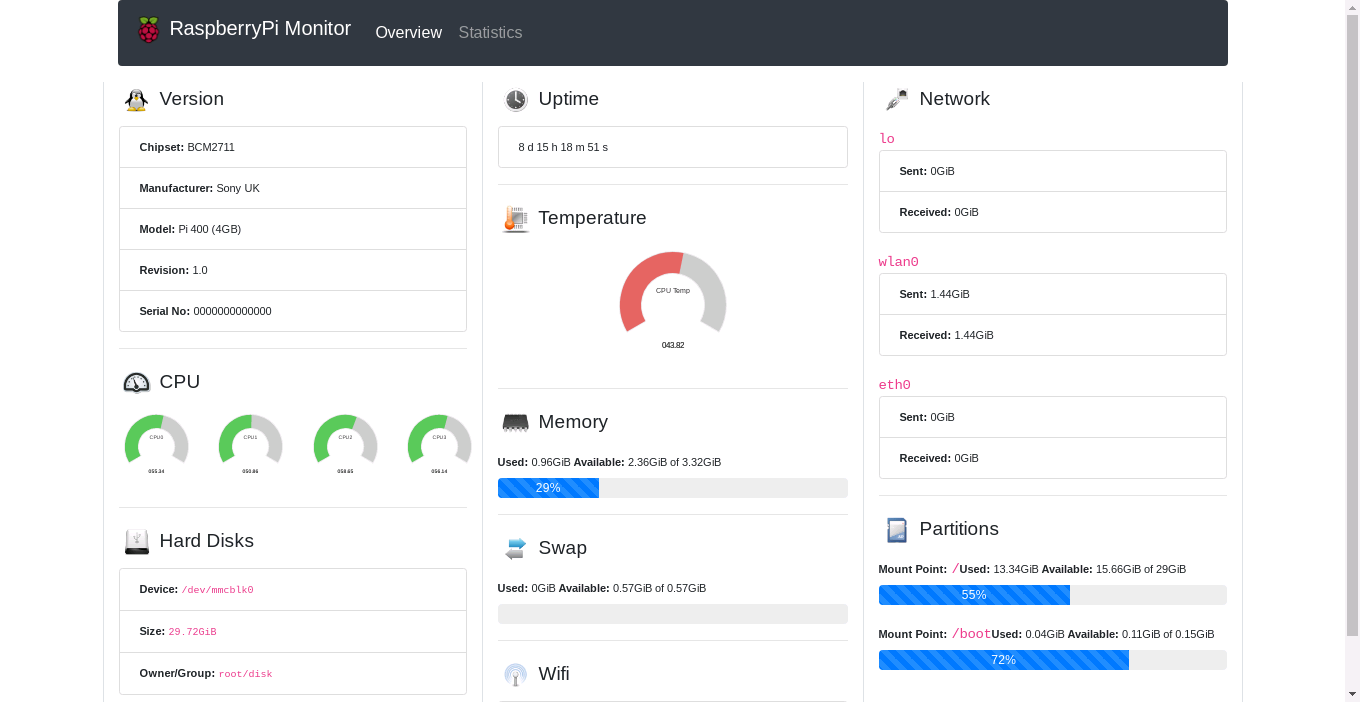 RaspberryPi Monitor Overview Statistics
Version
Chipset: BCM2711
Manufacturer: Sony UK
Model: Pi 400 (4GB)
Revision: 1.0
Serial No: 0000000000000
CPU
CPU0 CPU1 CPU2 CPU3
055.34 050.86 058.65 056.14
Hard Disks
Device: /dev/mmcblk0
Size: 29.72GiB
Owner/Group: root/disk
Uptime
8 d 15 h 18 m 51 s
Temperature
CPU Temp
043.82
Memory
Used: 0.96GiB Available: 2.36GiB of 3.32GiB
29%
Swap
Used: 0GiB Available: 0.57GiB of 0.57GiB
Wifi
Network
lo
Sent: 0GiB
Received: 0GiB
wlan0
Sent: 1.44GiB
Received: 1.44GiB
eth0
Sent: 0GiB
Received: 0GiB
Partitions
Mount Point: /Used: 13.34GiB Available: 15.66GiB of 29GiB
55%
Mount Point: /bootUsed: 0.04GiB Available: 0.11GiB of 0.15GiB
72%